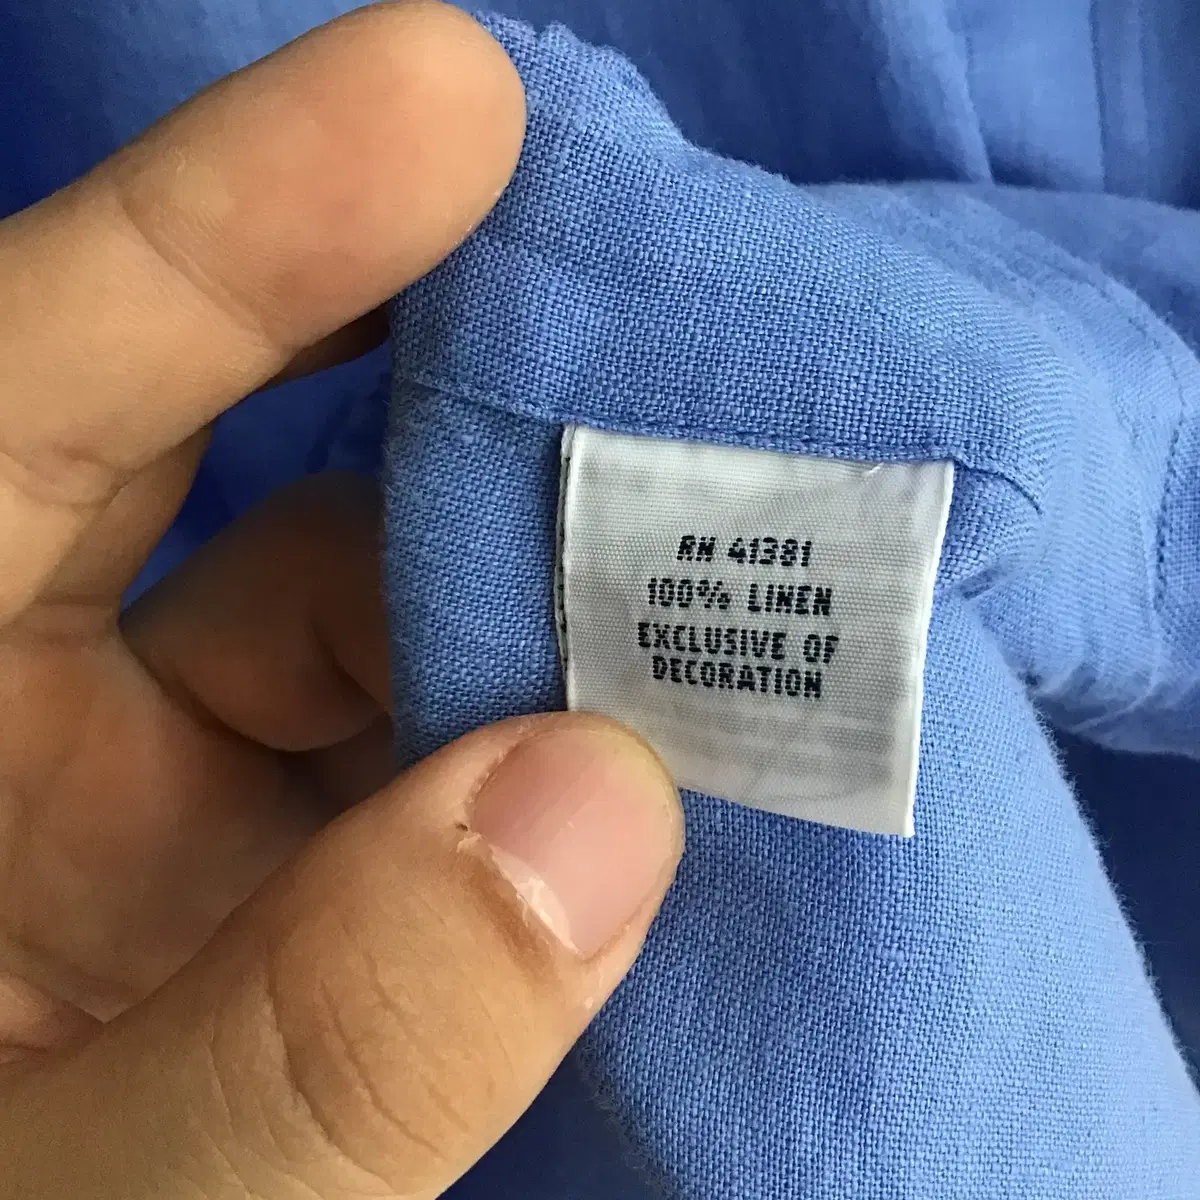 RN 41381
100% LINEN
EXCLUSIVE OF
DECORATION